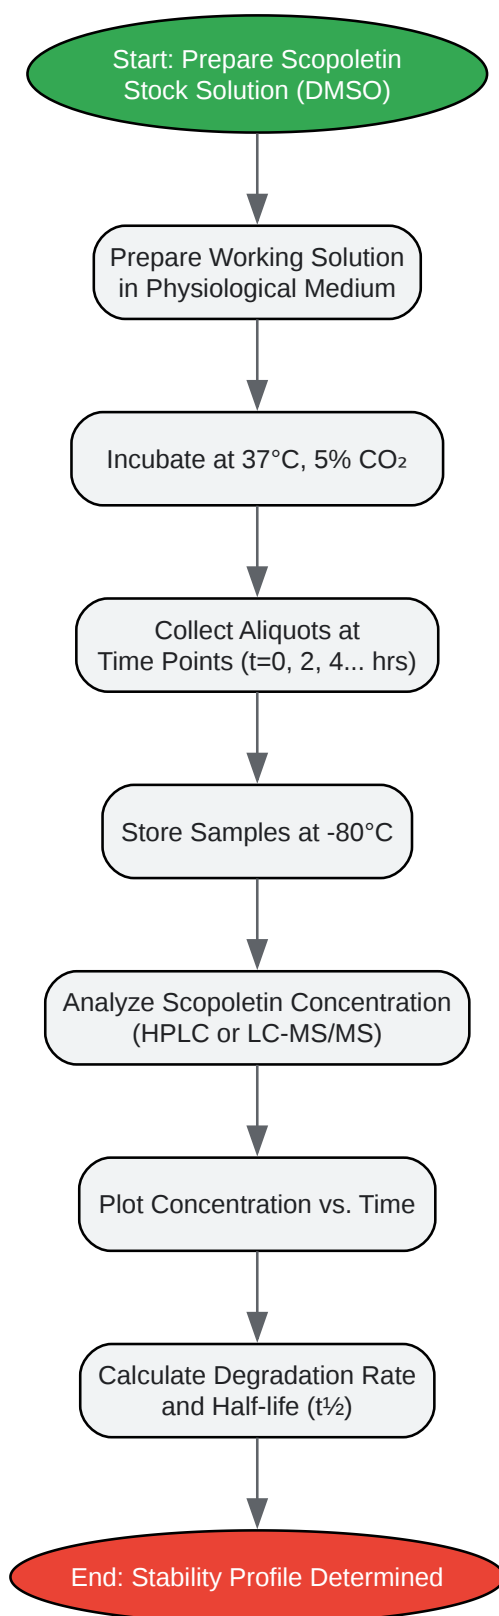 Start: Prepare Scopoletin
Stock Solution (DMSO)
Prepare Working Solution
in Physiological Medium
Incubate at 37°C, 5% CO₂
Collect Aliquots at
Time Points (t=0, 2, 4... hrs)
Store Samples at -80°C
Analyze Scopoletin Concentration
(HPLC or LC-MS/MS)
Plot Concentration vs. Time
Calculate Degradation Rate
and Half-life (t½)
End: Stability Profile Determined